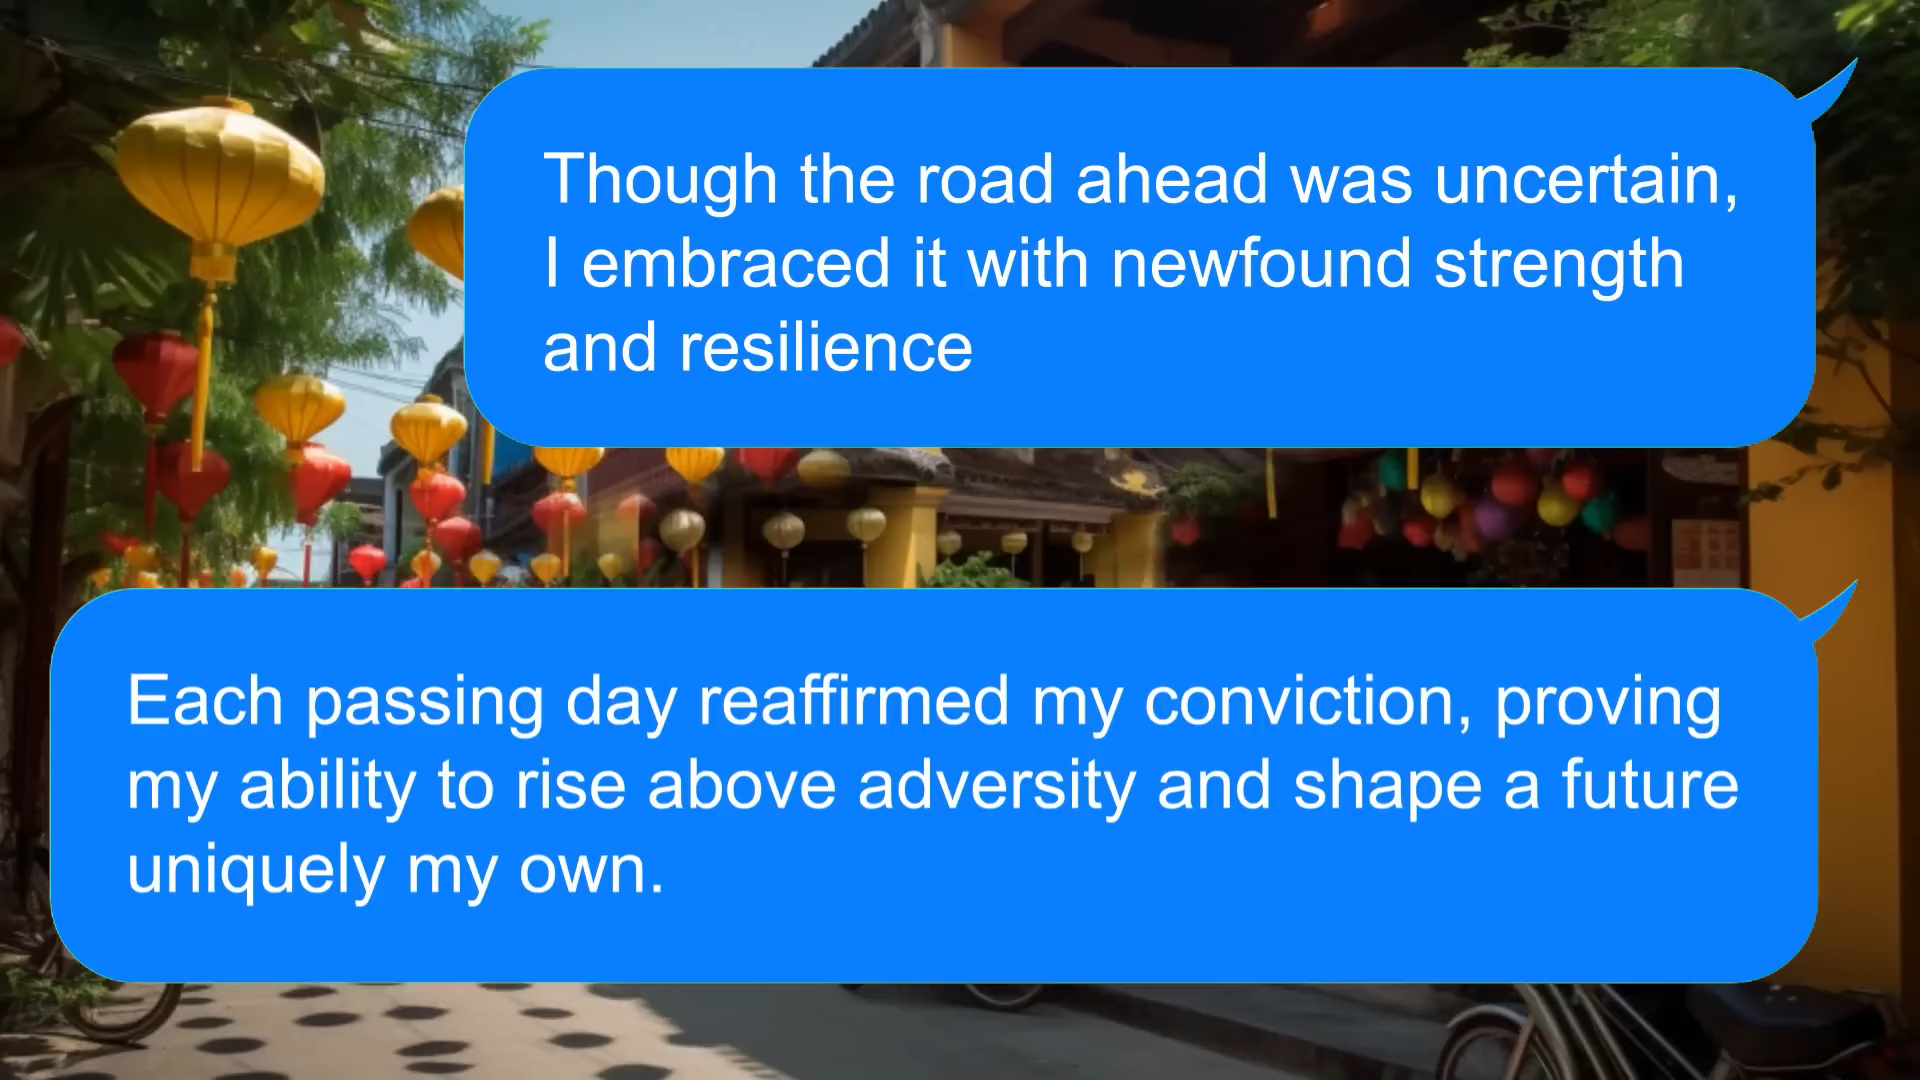 Though the road ahead was uncertain,
I embraced it with newfound strength
and resilience
Each passing day reaffirmed my conviction, proving
my ability to rise above adversity and shape a future
uniquely my own.